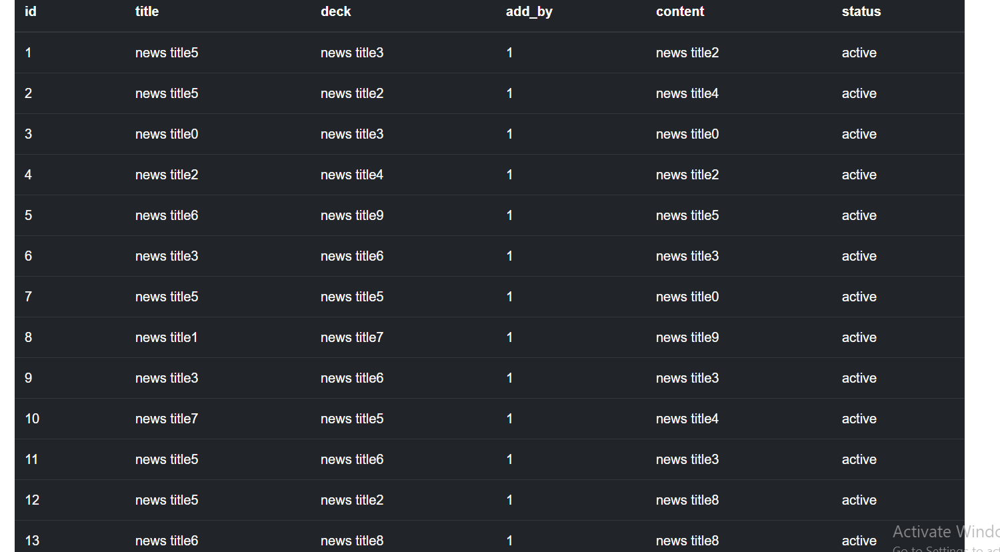 id title deck add_by content status
1 news title5 news title3 1 news title2 active
2 news title5 news title2 1 news title4 active
3 news title0 news title3 1 news title0 active
4 news title2 news title4 1 news title2 active
5 news title6 news title9 1 news title5 active
6 news title3 news title6 1 news title3 active
7 news title5 news title5 1 news title0 active
8 news title1 news title7 1 news title9 active
9 news title3 news title6 1 news title3 active
10 news title7 news title5 1 news title4 active
11 news title5 news title6 1 news title3 active
12 news title5 news title2 1 news title8 active
13 news title6 news title8 1 news title8 active
Activate Windo
Go to Settings to act